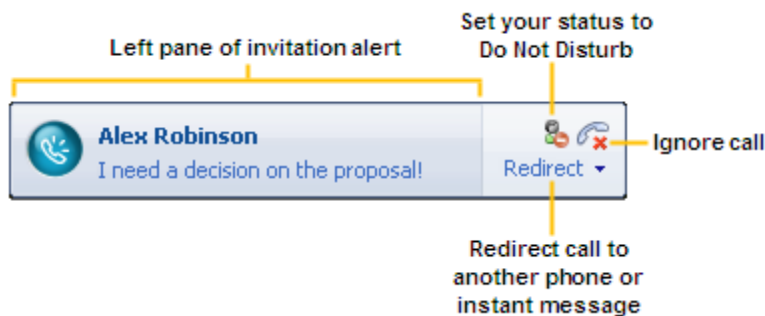 Set your status to
Do Not Disturb
Left pane of invitation alert
Alex Robinson
I need a decision on the proposal!
Redirect
Ignore call
Redirect call to
another phone or
instant message